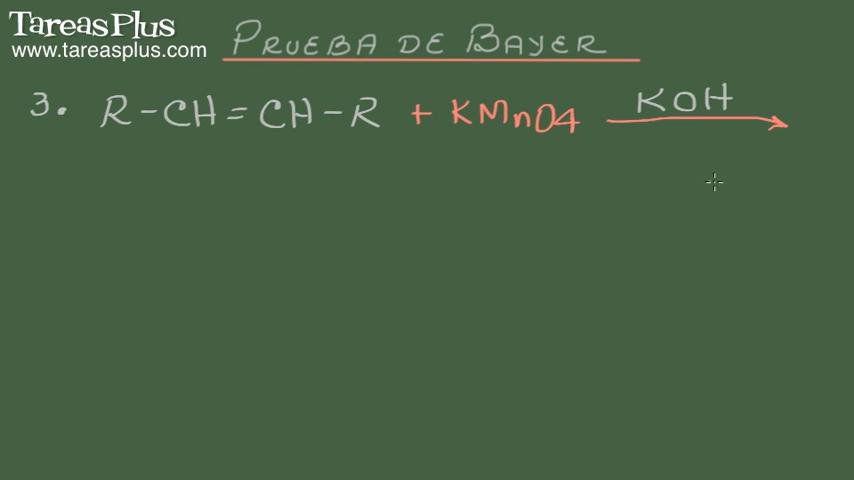 TareasPlus
www.tareasplus.com
PRUEBA DE BAYER
3. R-CH=CH-R + KMnO4 KOH